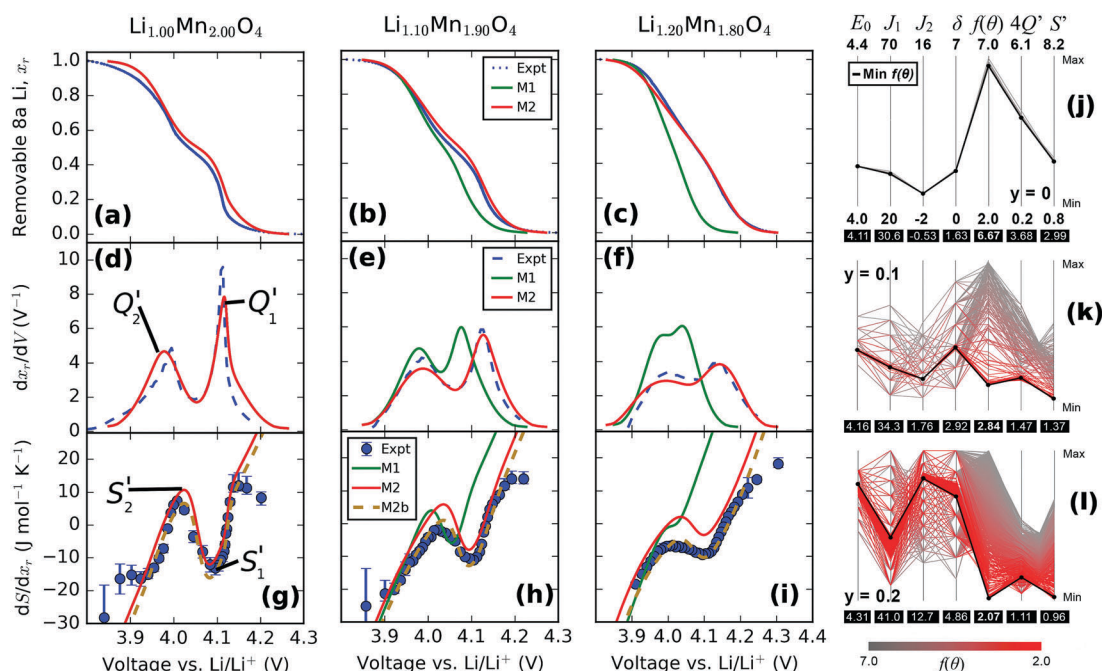 Li1.00Mn2.00O4
Li1.10Mn1.90O4
Li1.20Mn1.80O4
E0 J1 J2 δ f(θ) 4Q' S'
4.4 70 16 7 7.0 6.1 8.2
Removable 8a Li, xr
1.0
0.8
0.6
0.4
0.2
0.0
(a)
(b)
Expt
M1
M2
(c)
Min f(θ)
Max
(j)
y = 0
Min
4.0 20 -2 0 2.0 0.2 0.8
4.11 30.6 -0.53 1.63 6.67 3.68 2.99
dxr/dV (V−1)
10
8
6
4
2
0
(d)
Q'2
Q'1
(e)
Expt
M1
M2
(f)
y = 0.1
Max
(k)
Min
4.16 34.3 1.76 2.92 2.84 1.47 1.37
dS/dxr (J mol−1 K−1)
20
10
0
−10
−20
−30
S'2
S'1
(g)
Expt
M1
M2
M2b
(h)
(i)
Max
(l)
y = 0.2
Min
4.31 41.0 12.7 4.86 2.07 1.11 0.96
3.9 4.0 4.1 4.2 4.3
3.9 4.0 4.1 4.2 4.3
3.9 4.0 4.1 4.2 4.3 4.4
Voltage vs. Li/Li+ (V)
Voltage vs. Li/Li+ (V)
Voltage vs. Li/Li+ (V)
7.0 f(θ) 2.0